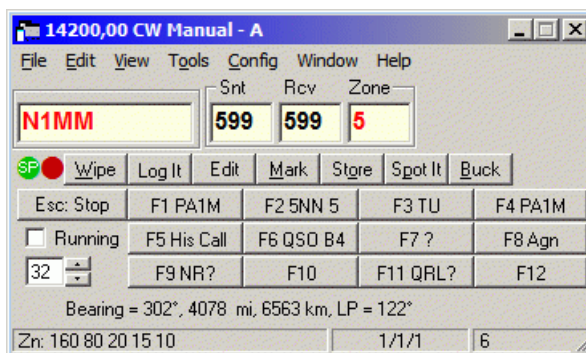 14200,00 CW Manual - A
File Edit View Tools Config Window Help
Snt Rcv Zone
N1MM 599 599 5
SP Wipe Log It Edit Mark Store Spot It Buck
Esc: Stop F1 PA1M F2 5NN 5 F3 TU F4 PA1M
Running F5 His Call F6 QSO B4 F7 ? F8 Agn
32 F9 NR? F10 F11 QRL? F12
Bearing = 302°, 4078 mi, 6563 km, LP = 122°
Zn: 160 80 20 15 10 1/1/1 6